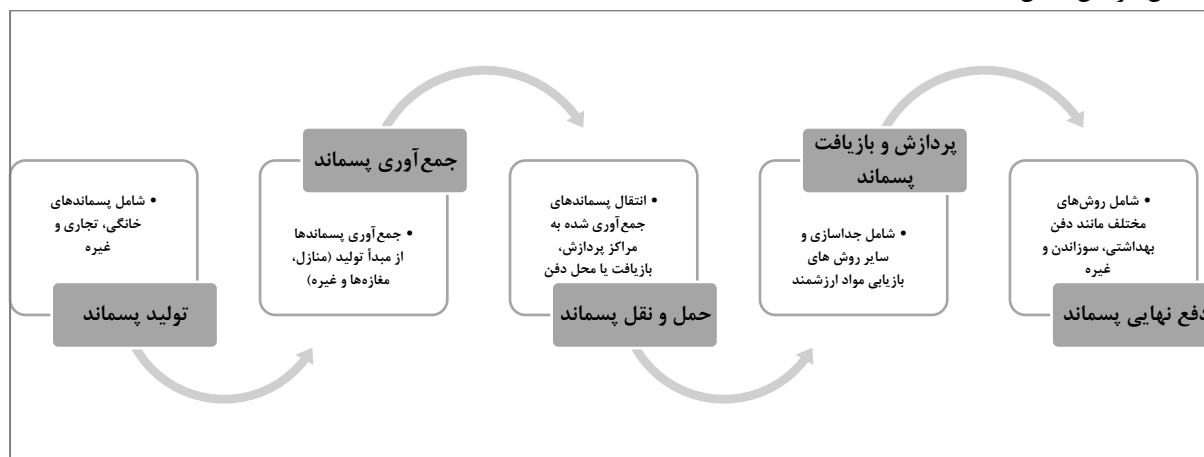 • شامل پسماندهای
خانگی، تجاری و
غیره
تولید پسماند
جمع‌آوری پسماند
• جمع‌آوری پسماندها
از مبدأ تولید (منازل،
مغازه‌ها و غیره)
• انتقال پسماندهای
جمع‌آوری شده به
مراکز پردازش،
بازیافت یا محل دفن
حمل و نقل پسماند
پردازش و بازیافت
پسماند
• شامل جداسازی و
سایر روش های
بازیابی مواد ارزشمند
• شامل روش‌های
مختلف مانند دفن
بهداشتی، سوزاندن و
غیره
دفع نهایی پسماند